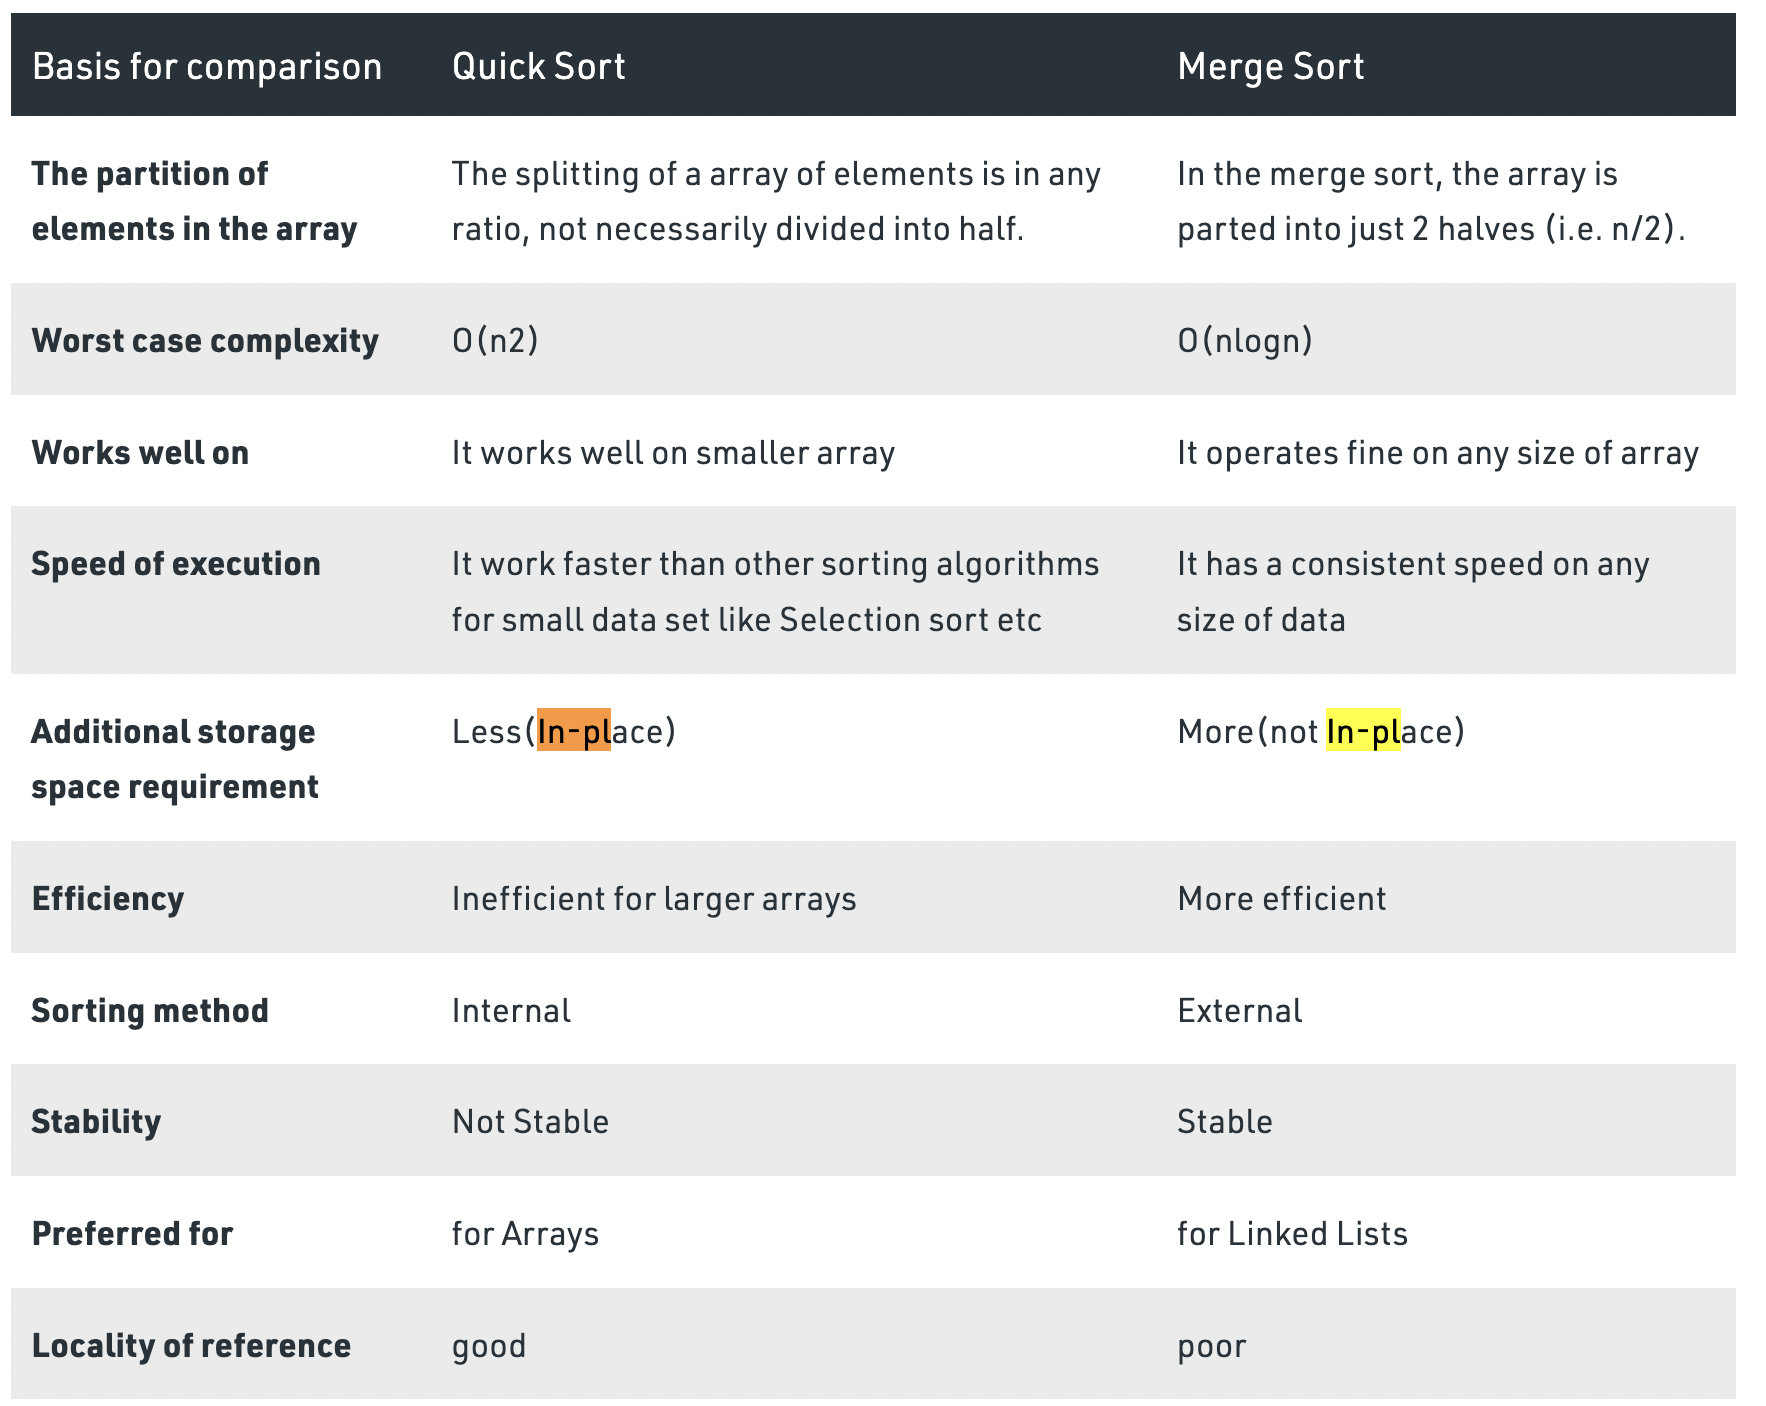 Basis for comparison Quick Sort Merge Sort
The partition of The splitting of a array of elements is in any In the merge sort, the array is
elements in the array ratio, not necessarily divided into half. parted into just 2 halves (i.e. n/2).
Worst case complexity O(n2) O(nlogn)
Works well on It works well on smaller array It operates fine on any size of array
Speed of execution It work faster than other sorting algorithms It has a consistent speed on any
for small data set like Selection sort etc size of data
Additional storage Less(In-place) More(not In-place)
space requirement
Efficiency Inefficient for larger arrays More efficient
Sorting method Internal External
Stability Not Stable Stable
Preferred for for Arrays for Linked Lists
Locality of reference good poor